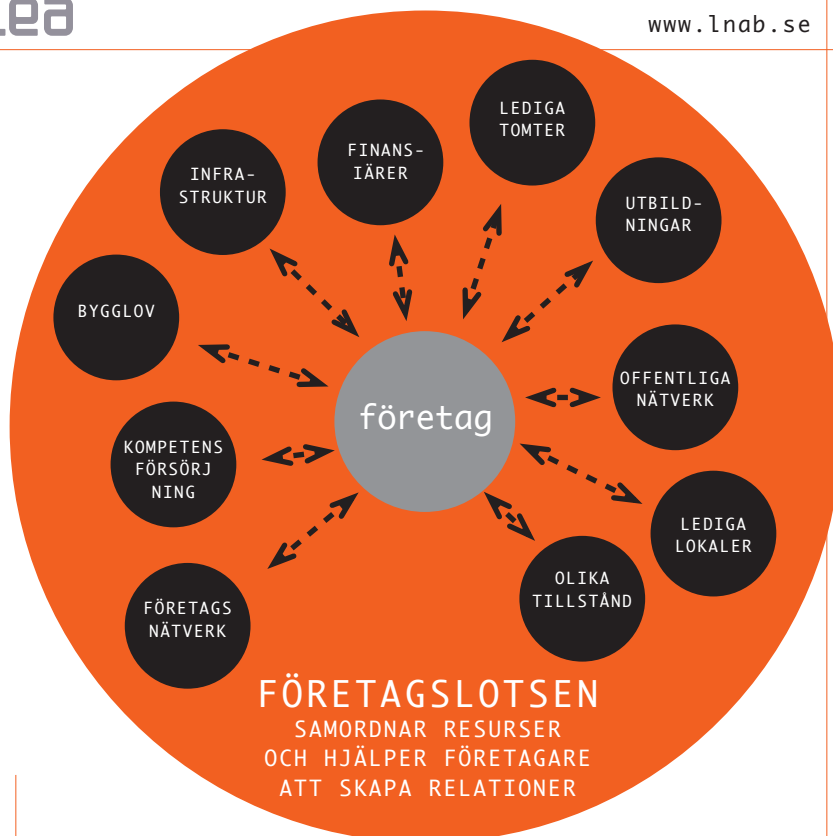 www.lnab.se
LEDIGA
TOMTER
FINANS-
IÄRER
INFRA-
STRUKTUR
UTBILD-
NINGAR
BYGGLOV
OFFENTLIGA
NÄTVERK
företag
KOMPETENS
FÖRSÖRJ
NING
LEDIGA
LOKALER
OLIKA
TILLSTÅND
FÖRETAGS
NÄTVERK
FÖRETAGSLOTSEN
SAMORDNAR RESURSER
OCH HJÄLPER FÖRETAGARE
ATT SKAPA RELATIONER